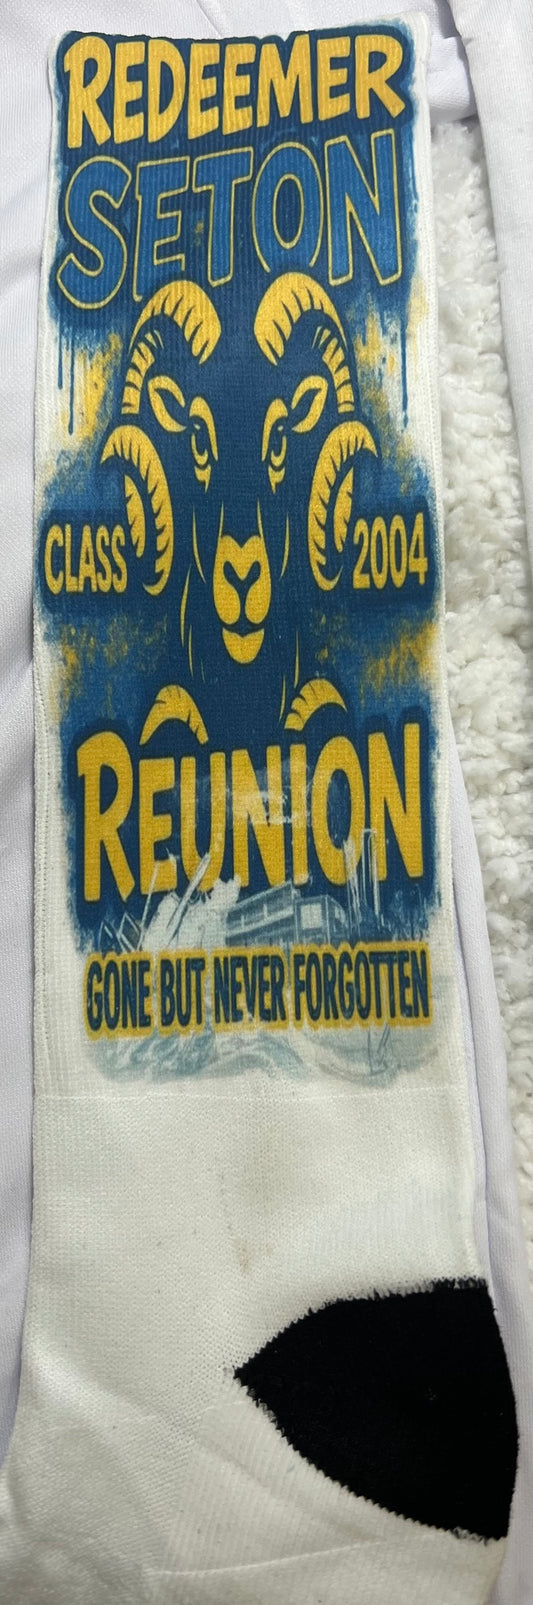 REDEEMER
SETON
CLASS 2004
REUNION
GONE BUT NEVER FORGOTTEN